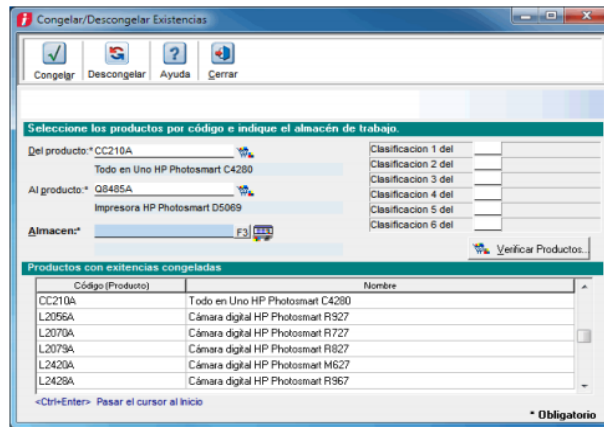 Congelar/Descongelar Existencias
Congelar Descongelar Ayuda Cerrar
Seleccione los productos por código e indique el almacén de trabajo.
Del producto:* CC210A Clasificacion 1 del
Todo en Uno HP Photosmart C4280 Clasificacion 2 del
Al producto:* Q8485A Clasificacion 3 del
Clasificacion 4 del
Impresora HP Photosmart D5069 Clasificacion 5 del
Almacen:* F3 Clasificacion 6 del
Verificar Productos...
Productos con exitencias congeladas
Código (Producto) Nombre
CC210A Todo en Uno HP Photosmart C4280
L2056A Cámara digital HP Photosmart R927
L2070A Cámara digital HP Photosmart R727
L2079A Cámara digital HP Photosmart R827
L2420A Cámara digital HP Photosmart M627
L2428A Cámara digital HP Photosmart R967
<Ctrl+Enter> Pasar el cursor al Inicio
* Obligatorio